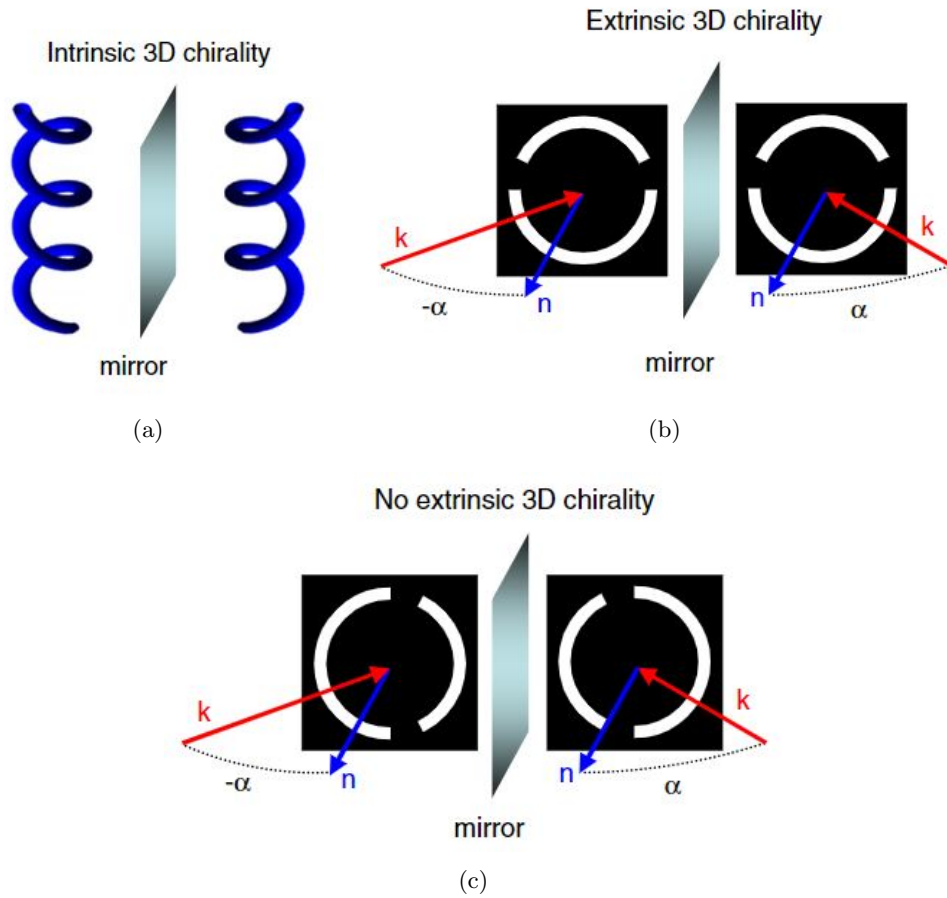 Intrinsic 3D chirality
mirror
(a)
Extrinsic 3D chirality
k
n
-α
k
n
α
mirror
(b)
No extrinsic 3D chirality
k
n
-α
k
n
α
mirror
(c)